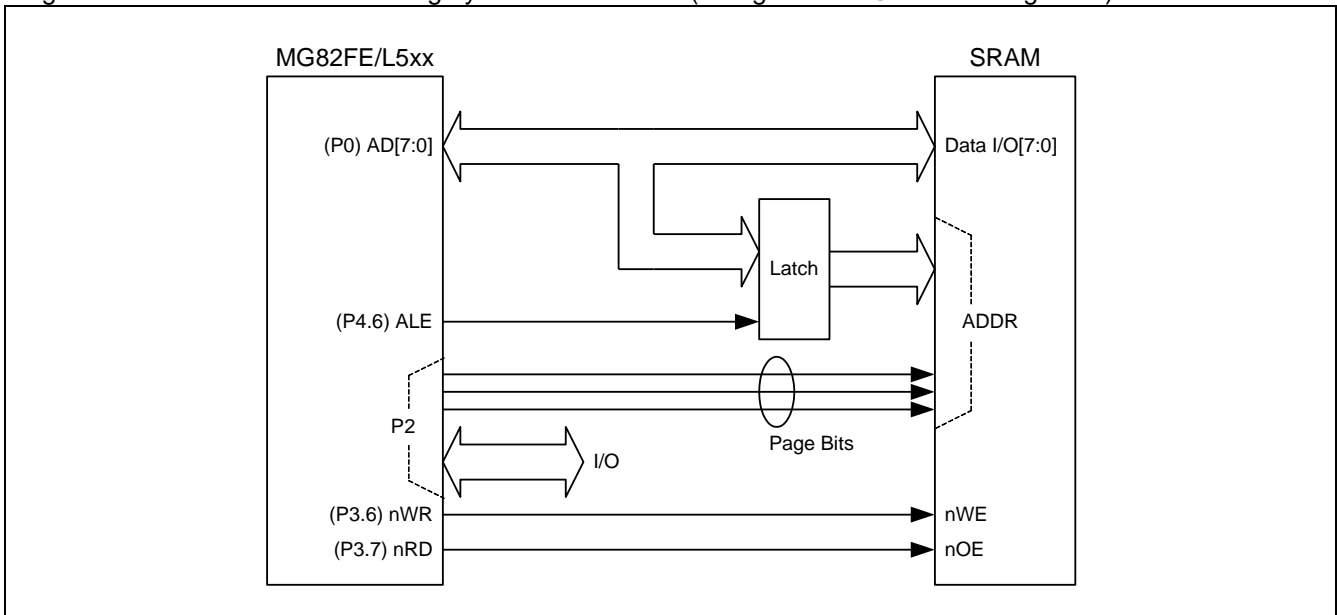 MG82FE/L5xx
SRAM
(P0) AD[7:0]
Data I/O[7:0]
Latch
(P4.6) ALE
ADDR
P2
Page Bits
I/O
(P3.6) nWR
nWE
(P3.7) nRD
nOE